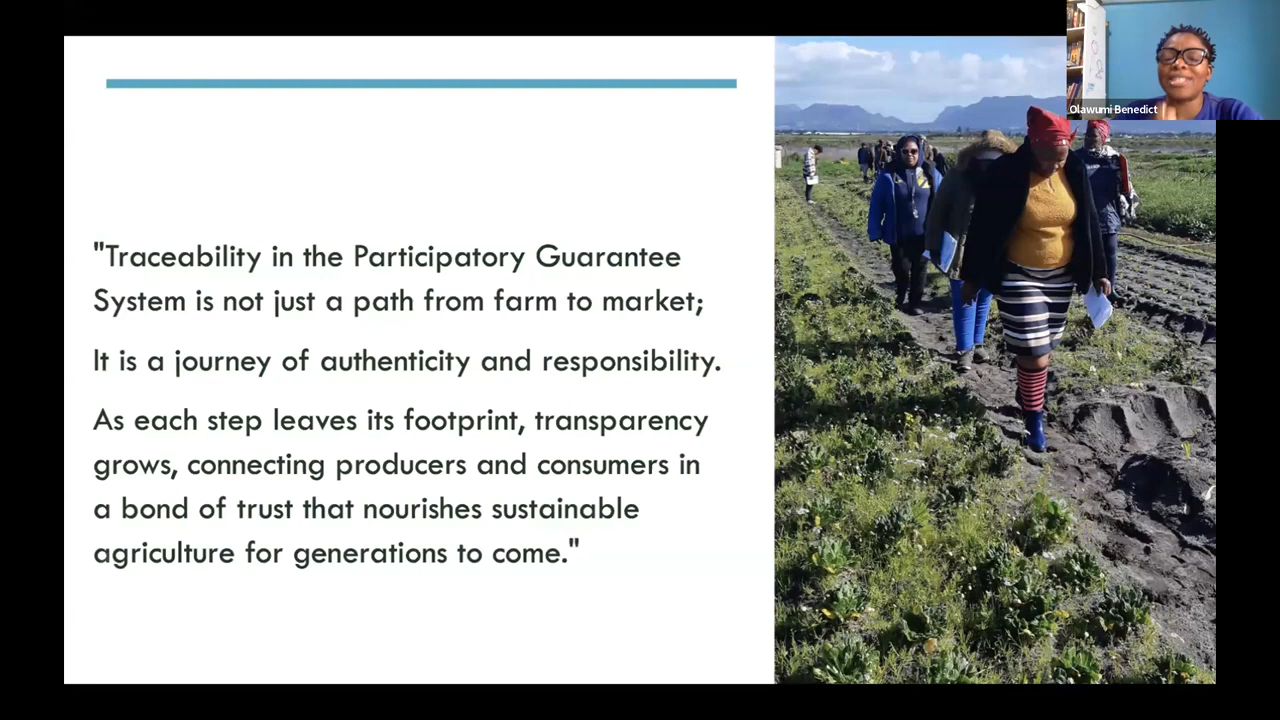 Olawumi Benedict
"Traceability in the Participatory Guarantee
System is not just a path from farm to market;
It is a journey of authenticity and responsibility.
As each step leaves its footprint, transparency
grows, connecting producers and consumers in
a bond of trust that nourishes sustainable
agriculture for generations to come."